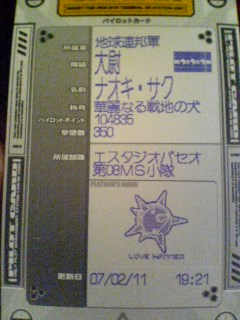 パイロットカード
所属軍 地球連邦軍
階級 大尉
名前 ナオキ・サク
称号 華麗なる戦地の犬
パイロットポイント 104835
撃墜数 350
所属部隊 エスタジオパセオ
第08MS小隊
LOVE HAMMER
更新日 07/02/11 19:21